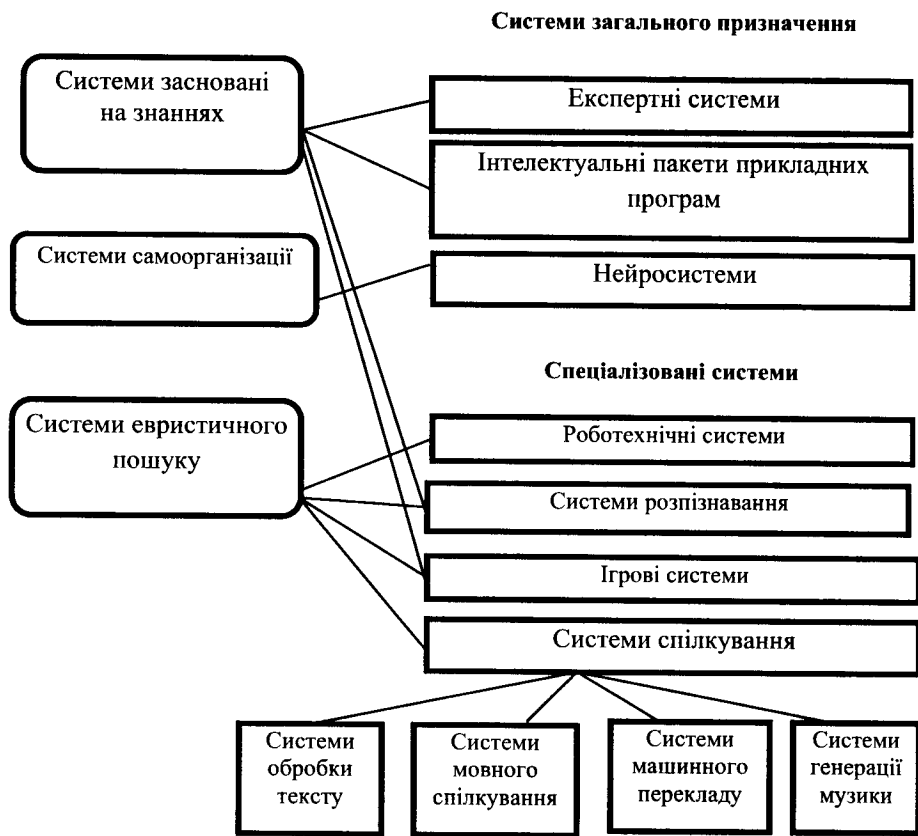 Системи загального призначення
Системи засновані
на знаннях
Експертні системи
Інтелектуальні пакети прикладних
програм
Системи самоорганізації
Нейросистеми
Спеціалізовані системи
Системи евристичного
пошуку
Роботехнічні системи
Системи розпізнавання
Ігрові системи
Системи спілкування
Системи
обробки
тексту
Системи
мовного
спілкування
Системи
машинного
перекладу
Системи
генерації
музики